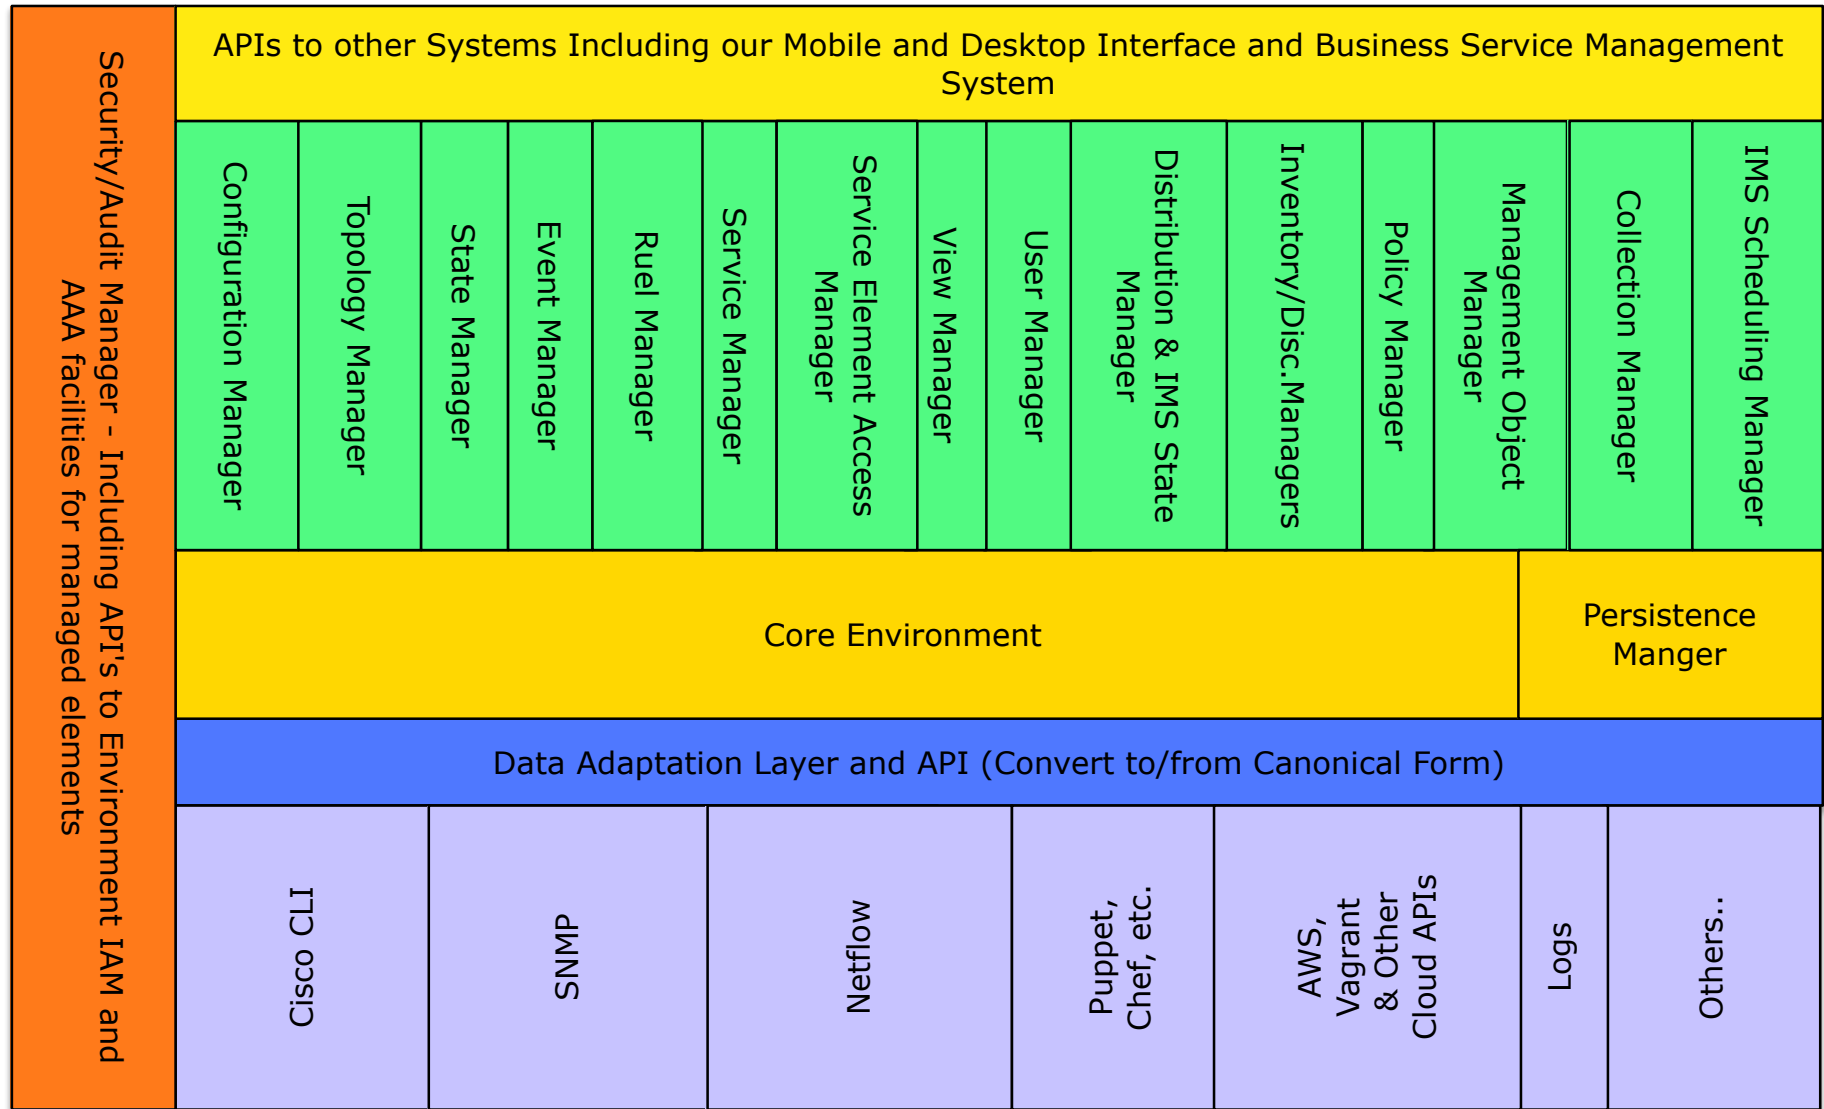 Security/Audit Manager - Including API's to Environment IAM and
AAA facilities for managed elements
APIs to other Systems Including our Mobile and Desktop Interface and Business Service Management
System
Configuration Manager
Topology Manager
State Manager
Event Manager
Ruel Manager
Service Manager
Service Element Access
Manager
View Manager
User Manager
Distribution & IMS State
Manager
Inventory/Disc.Managers
Policy Manager
Management Object
Manager
Collection Manager
IMS Scheduling Manager
Core Environment
Persistence
Manger
Data Adaptation Layer and API (Convert to/from Canonical Form)
Cisco CLI
SNMP
Netflow
Puppet,
Chef, etc.
AWS,
Vagrant
& Other
Cloud APIs
Logs
Others..